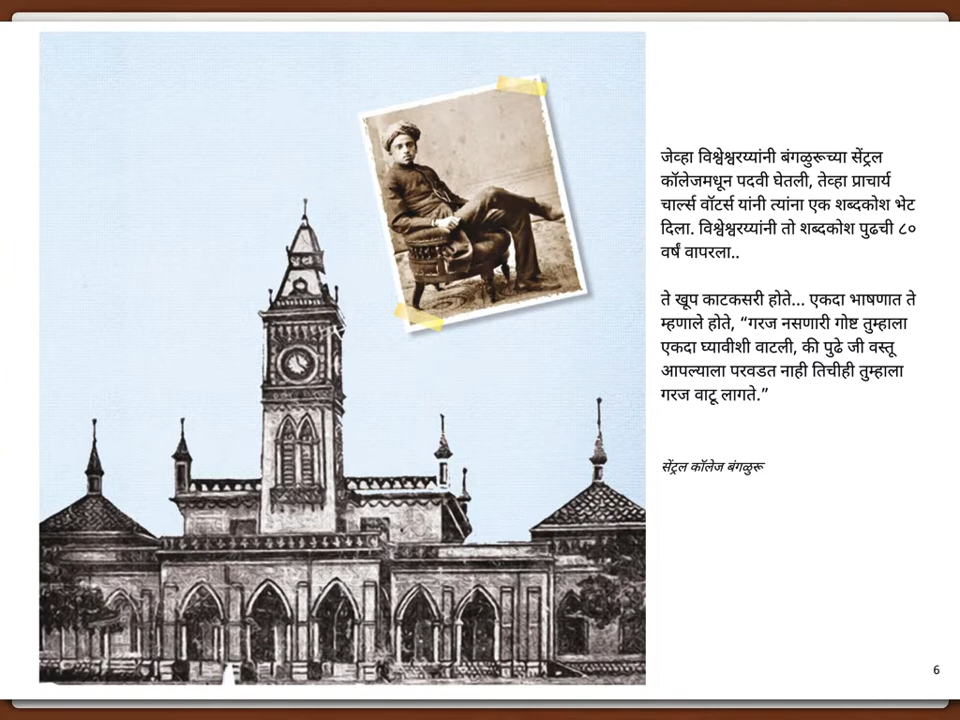 जेव्हा विश्वेश्वरय्यांनी बंगळुरूच्या सेंट्रल
कॉलेजमधून पदवी घेतली, तेव्हा प्राचार्य
चार्ल्स वॉटर्स यांनी त्यांना एक शब्दकोश भेट
दिला. विश्वेश्वरय्यांनी तो शब्दकोश पुढची ८०
वर्षं वापरला..
ते खूप काटकसरी होते... एकदा भाषणात ते
म्हणाले होते, “गरज नसणारी गोष्ट तुम्हाला
एकदा घ्यावीशी वाटली, की पुढे जी वस्तू
आपल्याला परवडत नाही तिचीही तुम्हाला
गरज वाटू लागते.”
सेंट्रल कॉलेज बंगळुरू
6